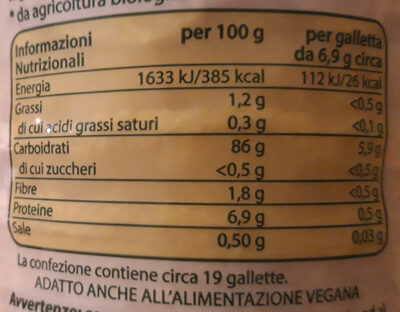 * da agricoltura biologi
Informazioni Nutrizionali per 100 g per galletta da 6,9 g circa
Energia 1633 kJ/385 kcal 112 kJ/26 kcal
Grassi 1,2 g <0,5 g
di cui acidi grassi saturi 0,3 g <0,1 g
Carboidrati 86 g 5,9 g
di cui zuccheri <0,5 g <0,5 g
Fibre 1,8 g <0,5 g
Proteine 6,9 g 0,5 g
Sale 0,50 g 0,03 g
La confezione contiene circa 19 gallette.
ADATTO ANCHE ALL'ALIMENTAZIONE VEGANA
Avvertenze: